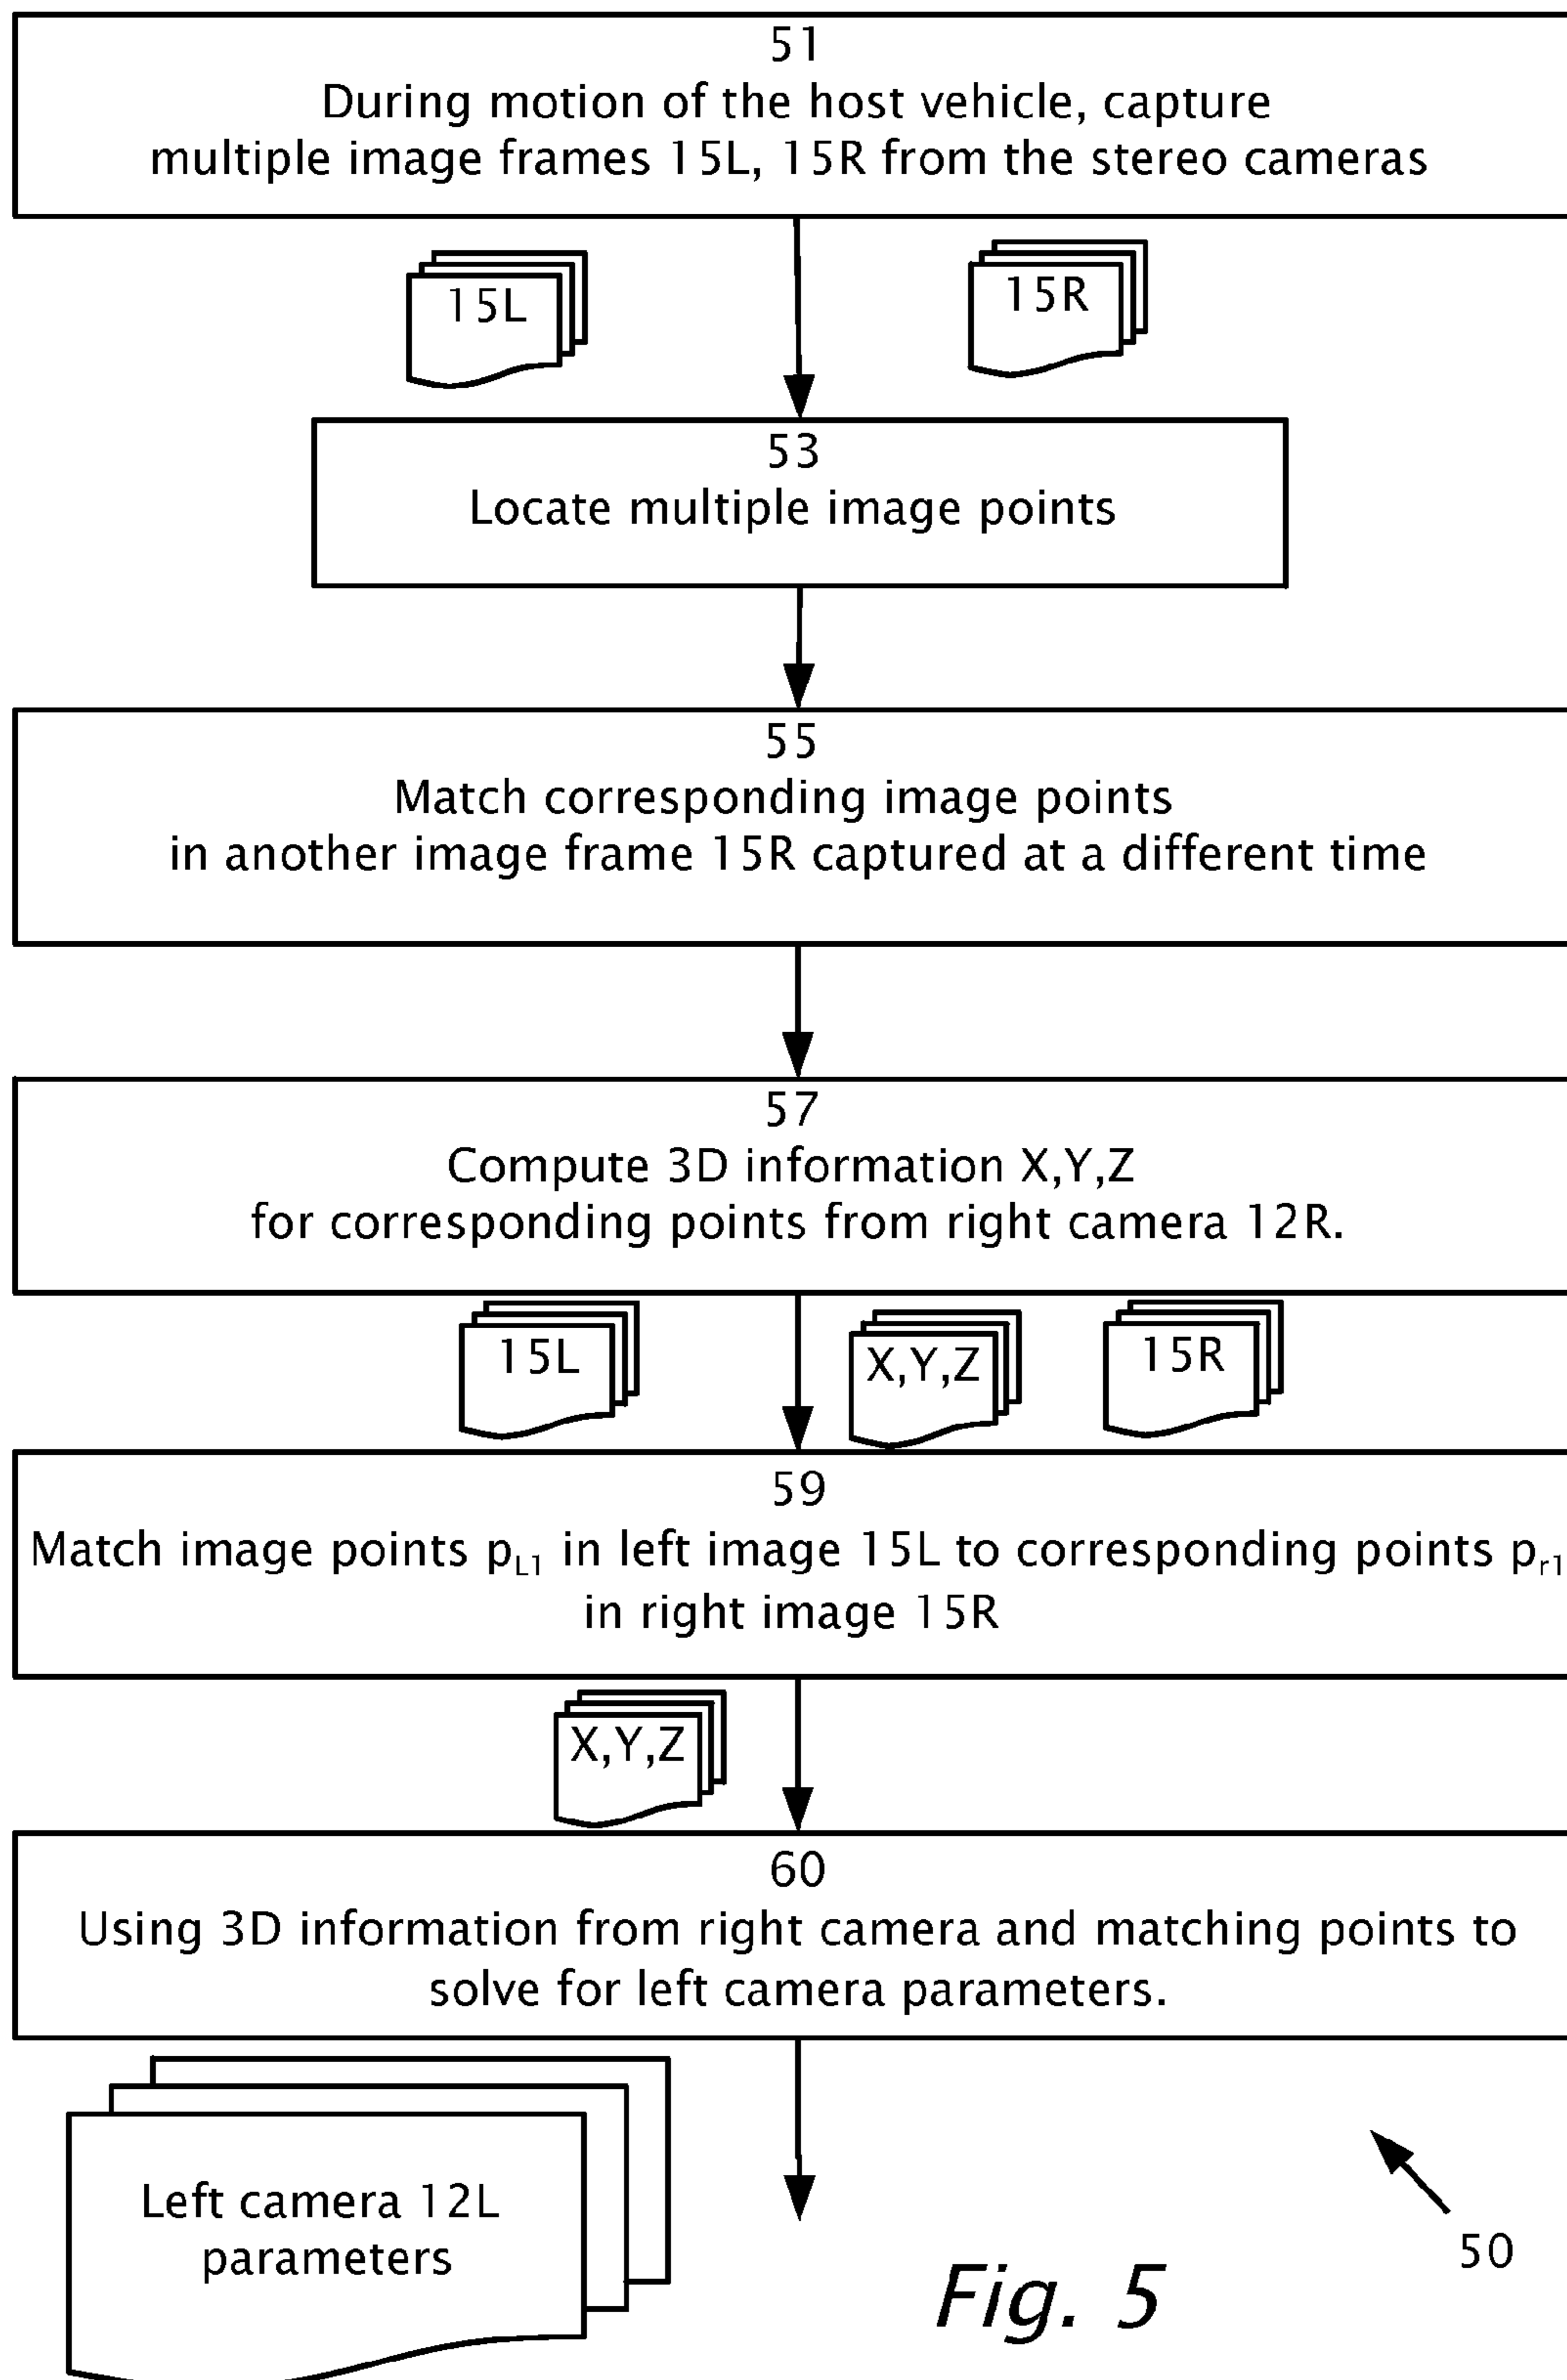 51
During motion of the host vehicle, capture
multiple image frames 15L, 15R from the stereo cameras
15L
15R
53
Locate multiple image points
55
Match corresponding image points
in another image frame 15R captured at a different time
57
Compute 3D information X,Y,Z
for corresponding points from right camera 12R.
15L
X,Y,Z
15R
59
Match image points pL1 in left image 15L to corresponding points pr1
in right image 15R
X,Y,Z
60
Using 3D information from right camera and matching points to
solve for left camera parameters.
Left camera 12L
parameters
50
Fig. 5